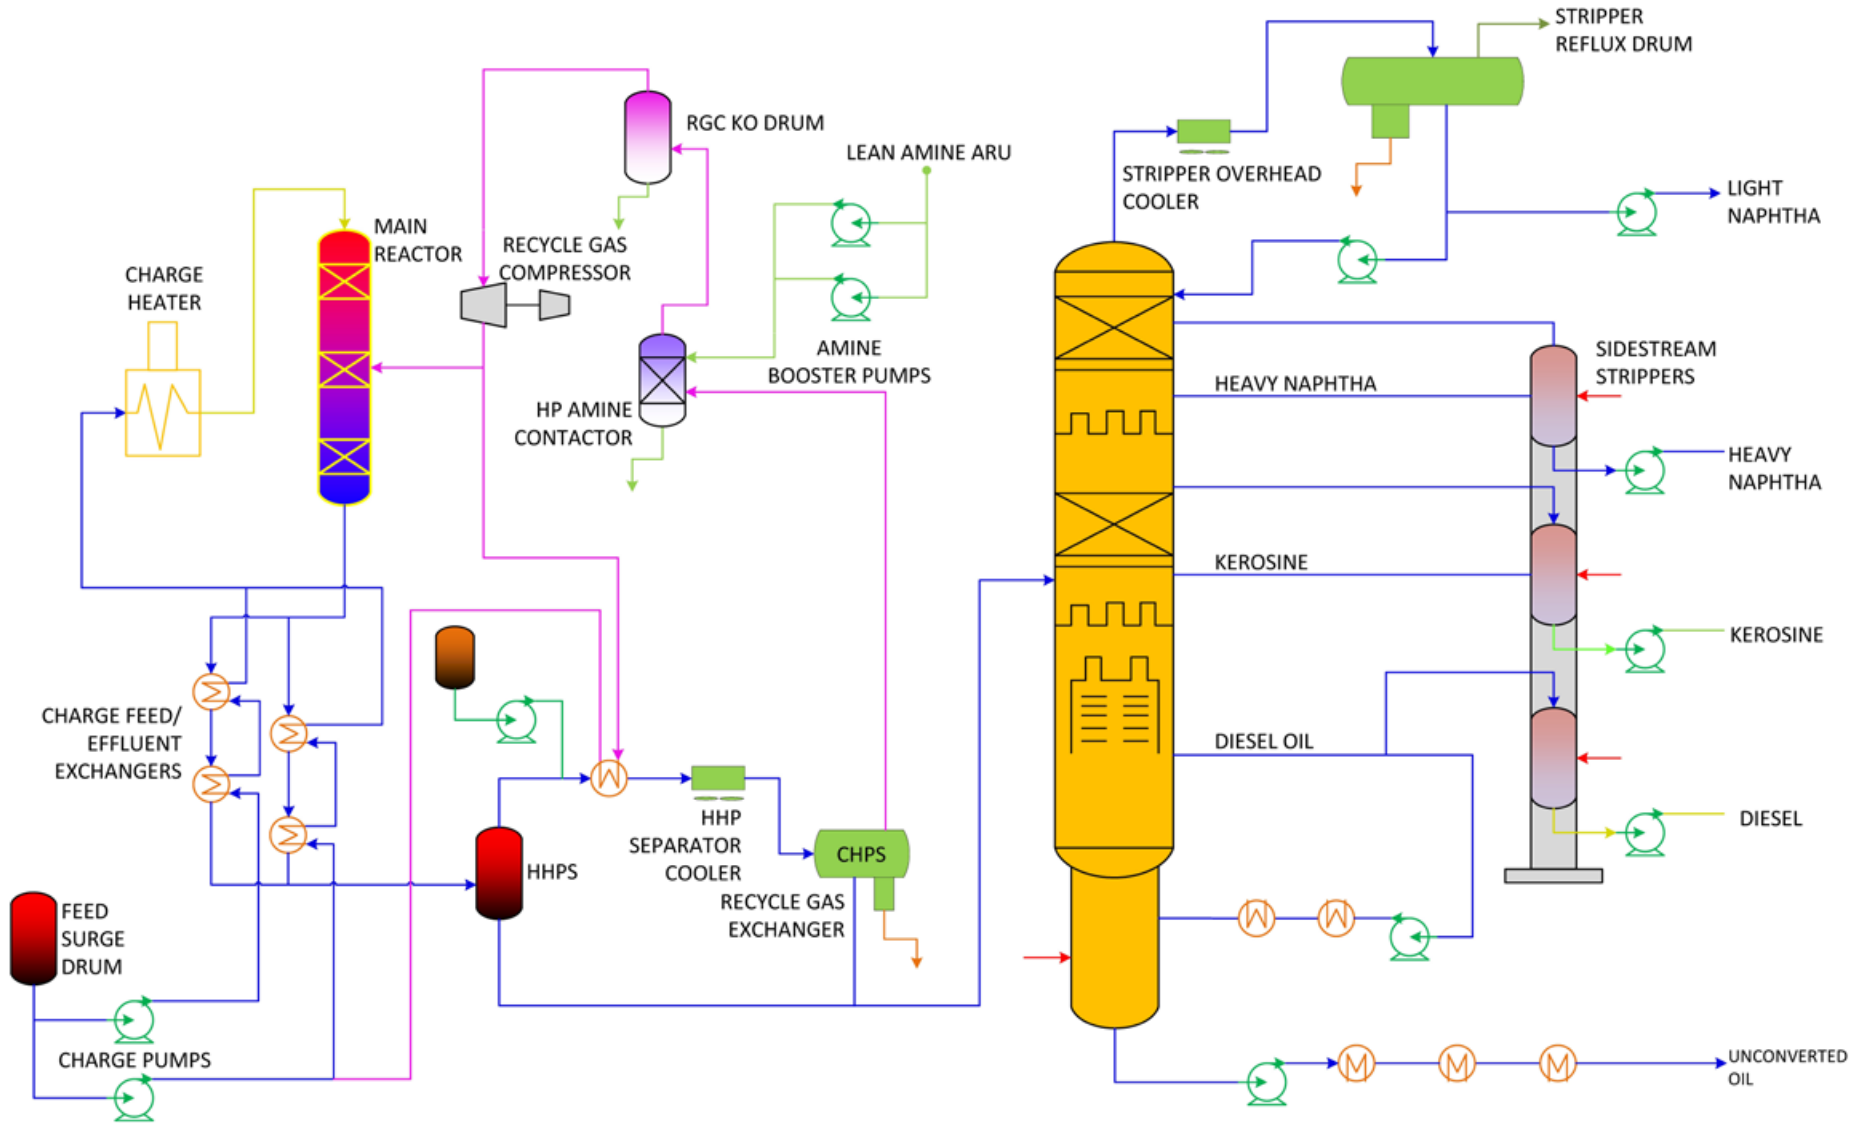 STRIPPER
REFLUX DRUM
RGC KO DRUM
LEAN AMINE ARU
STRIPPER OVERHEAD
COOLER
LIGHT
NAPHTHA
MAIN
REACTOR
RECYCLE GAS
COMPRESSOR
CHARGE
HEATER
AMINE
BOOSTER PUMPS
SIDESTREAM
STRIPPERS
HEAVY NAPHTHA
HP AMINE
CONTACTOR
HEAVY
NAPHTHA
KEROSINE
KEROSINE
CHARGE FEED/
EFFLUENT
EXCHANGERS
DIESEL OIL
HHP
SEPARATOR
COOLER
DIESEL
CHPS
HHPS
RECYCLE GAS
EXCHANGER
FEED
SURGE
DRUM
CHARGE PUMPS
UNCONVERTED
OIL